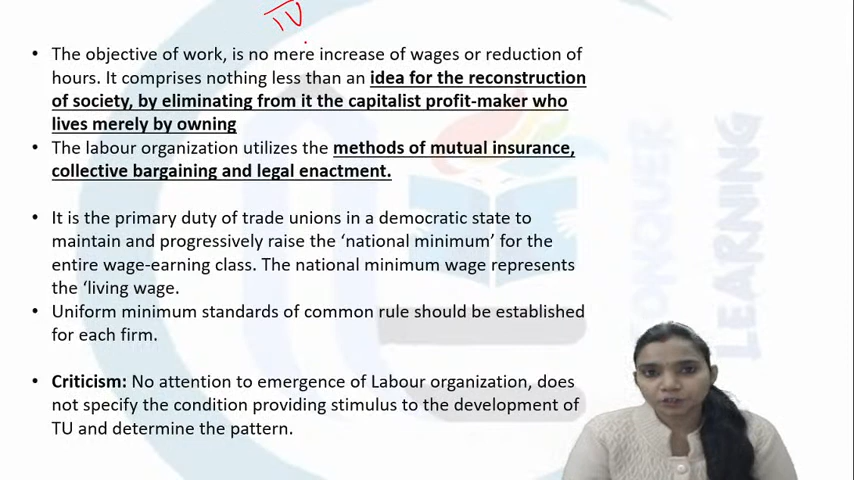 IV
• The objective of work, is no mere increase of wages or reduction of
hours. It comprises nothing less than an idea for the reconstruction
of society, by eliminating from it the capitalist profit-maker who
lives merely by owning
• The labour organization utilizes the methods of mutual insurance,
collective bargaining and legal enactment.
• It is the primary duty of trade unions in a democratic state to
maintain and progressively raise the ‘national minimum’ for the
entire wage-earning class. The national minimum wage represents
the ‘living wage.
• Uniform minimum standards of common rule should be established
for each firm.
• Criticism: No attention to emergence of Labour organization, does
not specify the condition providing stimulus to the development of
TU and determine the pattern.
ONQUER
LEARNING